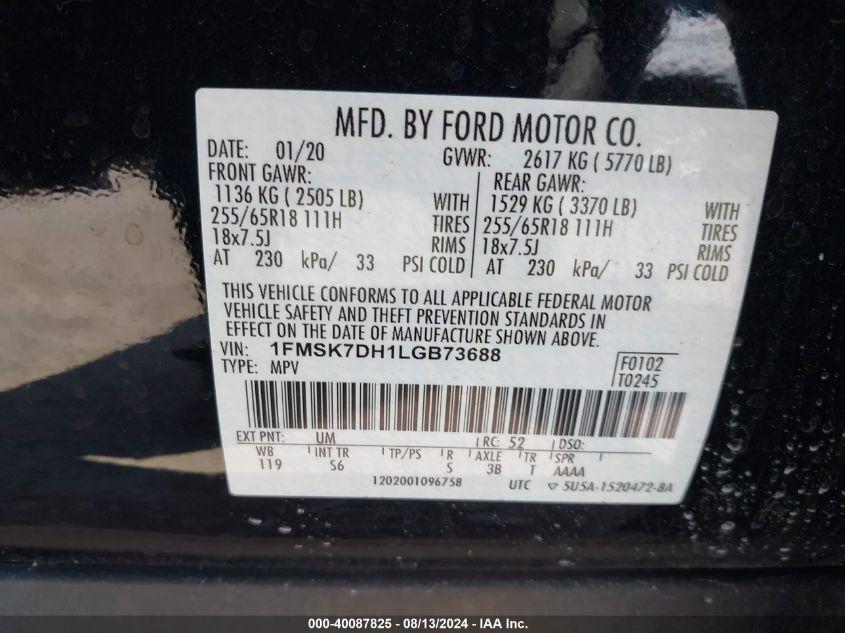 MFD. BY FORD MOTOR CO.
DATE: 01/20 GVWR: 2617 KG ( 5770 LB)
FRONT GAWR: REAR GAWR:
1136 KG ( 2505 LB) WITH 1529 KG ( 3370 LB) WITH
255/65R18 111H TIRES 255/65R18 111H TIRES
18x7.5J RIMS 18x7.5J RIMS
AT 230 kPa/ 33 PSI COLD AT 230 kPa/ 33 PSI COLD
THIS VEHICLE CONFORMS TO ALL APPLICABLE FEDERAL MOTOR
VEHICLE SAFETY AND THEFT PREVENTION STANDARDS IN
EFFECT ON THE DATE OF MANUFACTURE SHOWN ABOVE.
VIN: 1FMSK7DH1LGB73688 F0102
TYPE: MPV T0245
EXT PNT: UM RC: 52 DSO:
WB INT TR TP/PS R AXLE TR SPR
119 S6 S 3B T AAAA
1202001096758 UTC ▽ 5U5A-1520472-BA
000-40087825 - 08/13/2024 - IAA Inc.